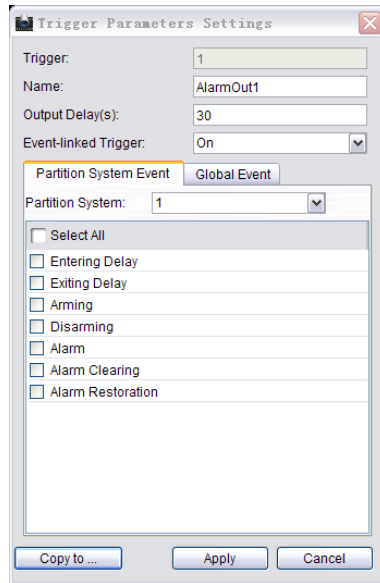 Trigger Parameters Settings
Trigger: 1
Name: AlarmOut1
Output Delay(s): 30
Event-linked Trigger: On
Partition System Event Global Event
Partition System: 1
Select All
Entering Delay
Exiting Delay
Arming
Disarming
Alarm
Alarm Clearing
Alarm Restoration
Copy to ... Apply Cancel